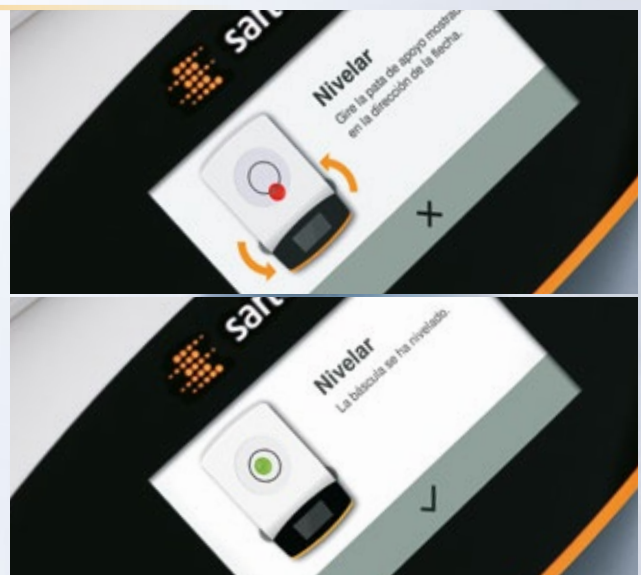 sart
Nivelar
Gire la pata de apoyo mostrad
en la dirección de la flecha.
sart
Nivelar
La báscula se ha nivelado.